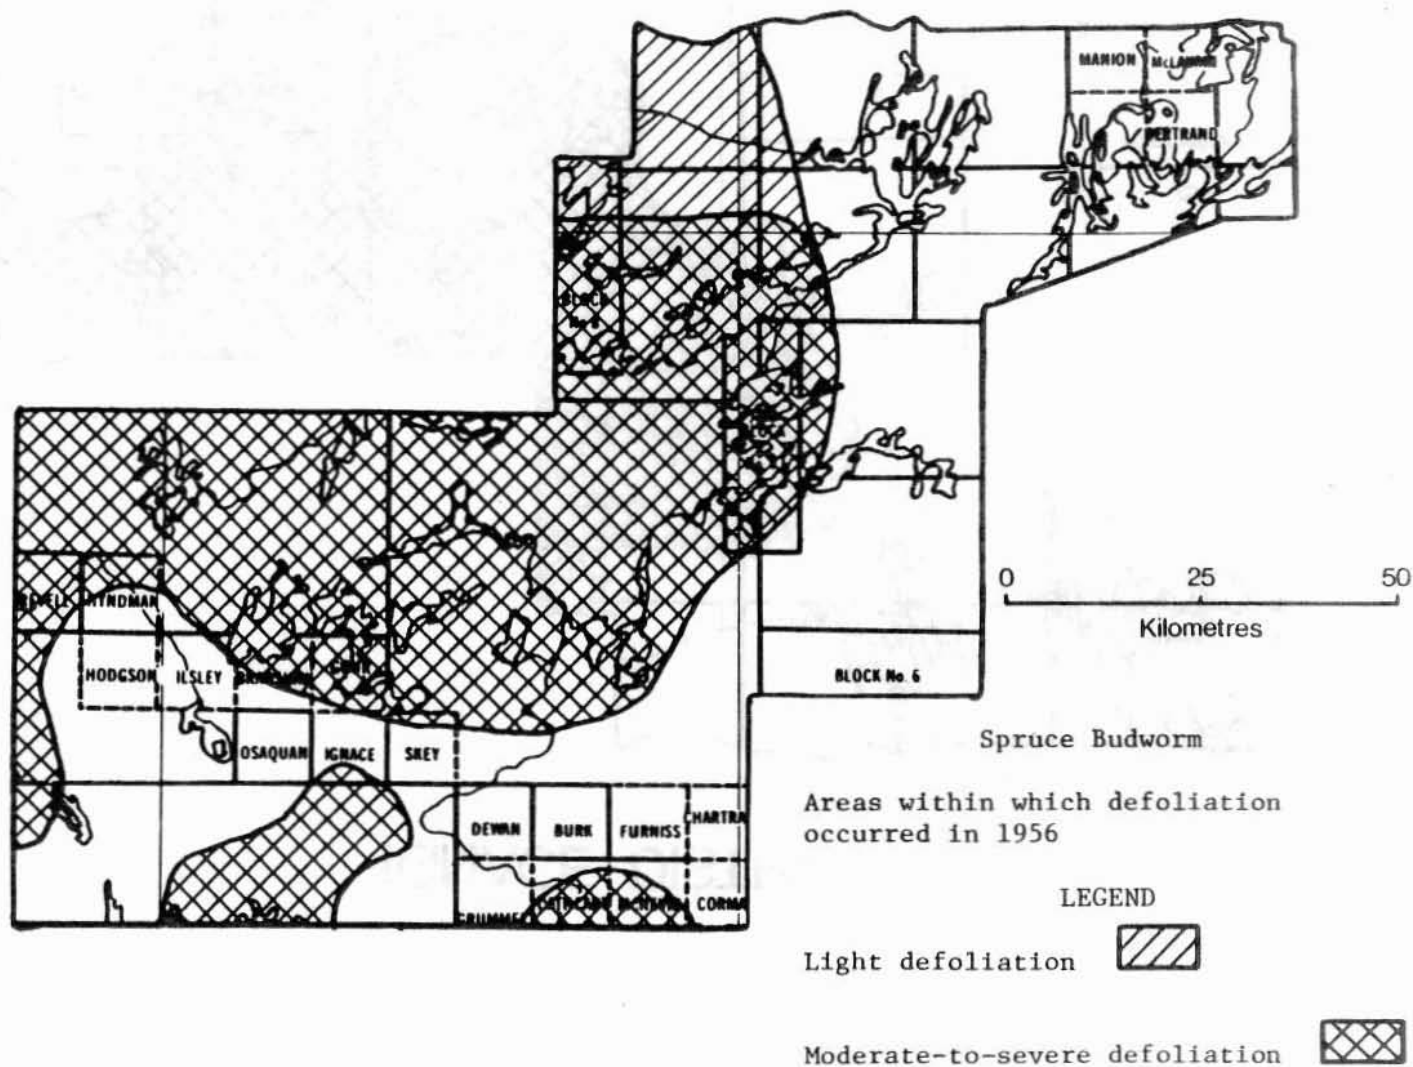 MANION
BERTRAND
BLOCK
HODGSON
ILSLEY
BLOCK No. 6
OSAQUAN
IGNACE
SKEY
DEWAN
BURK
FURNISS
CHARTRA
CORMA
0 25 50
Kilometres
Spruce Budworm
Areas within which defoliation
occurred in 1956
LEGEND
Light defoliation
Moderate-to-severe defoliation